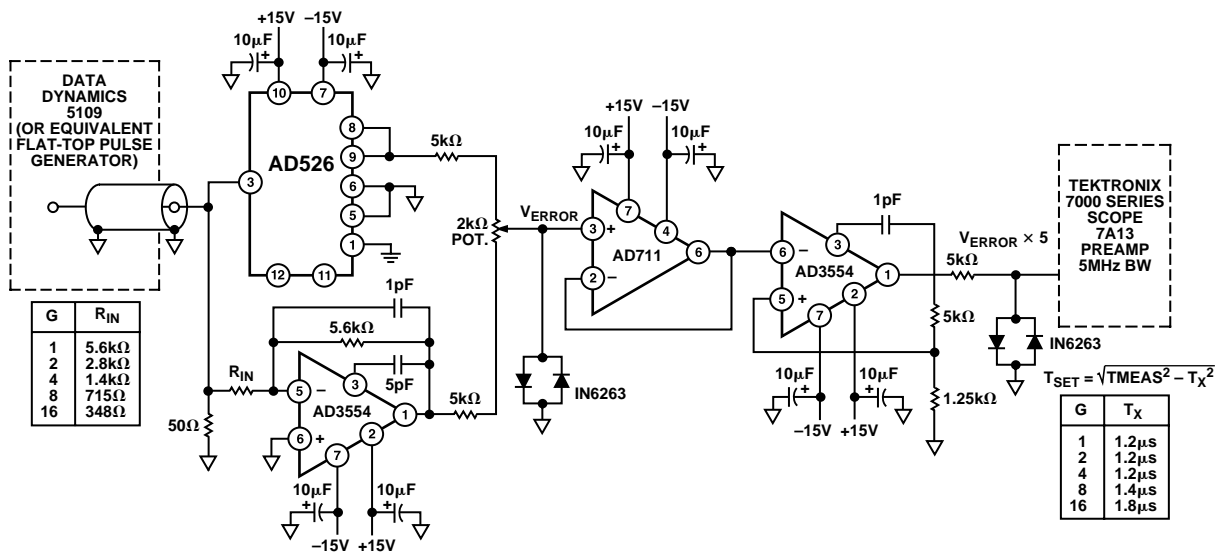 DATA
DYNAMICS
5109
(OR EQUIVALENT
FLAT-TOP PULSE
GENERATOR)
G RIN
1 5.6kΩ
2 2.8kΩ
4 1.4kΩ
8 715Ω
16 348Ω
+15V –15V
10μF + 10μF +
10 7
8
9
AD526
3
6
5
1
12 11
5kΩ
2kΩ
POT.
1pF
5.6kΩ
RIN
5 –
3
5pF
AD3554
1
5kΩ
50Ω
6 +
2
7
10μF + 10μF +
–15V +15V
VERROR
+15V –15V
10μF + 10μF +
3 +
7
4
AD711
6
2 –
IN6263
6 –
3
1pF
AD3554
1
5 +
2
7
10μF + 10μF +
–15V +15V
VERROR × 5
5kΩ
5kΩ
1.25kΩ
IN6263
TEKTRONIX
7000 SERIES
SCOPE
7A13
PREAMP
5MHz BW
TSET = √TMEAS² – TX²
G TX
1 1.2μs
2 1.2μs
4 1.2μs
8 1.4μs
16 1.8μs